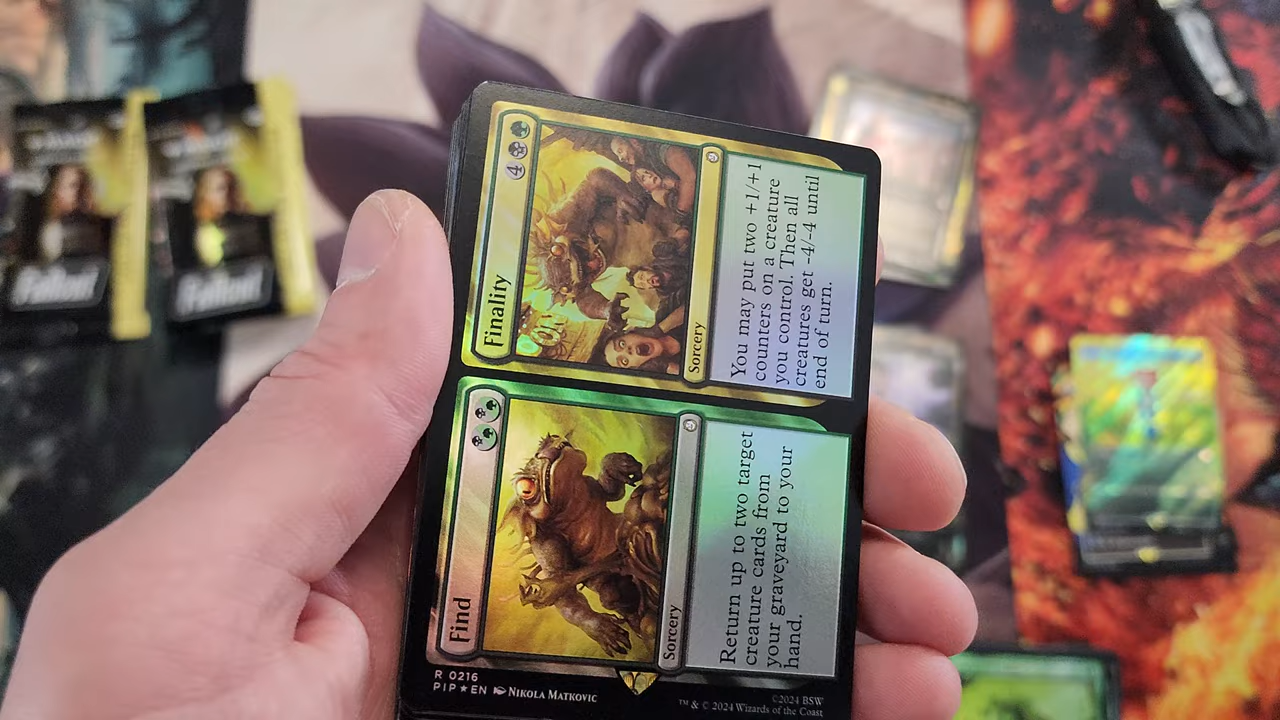 Finality
4
Sorcery
You may put two +1/+1
counters on a creature
you control. Then all
creatures get -4/-4 until
end of turn.
Find
Sorcery
Return up to two target
creature cards from
your graveyard to your
hand.
R 0216
PIP★EN NIKOLA MATKOVIC
©2024 BSW
™ & © 2024 Wizards of the Coast
Fallout
Fallout